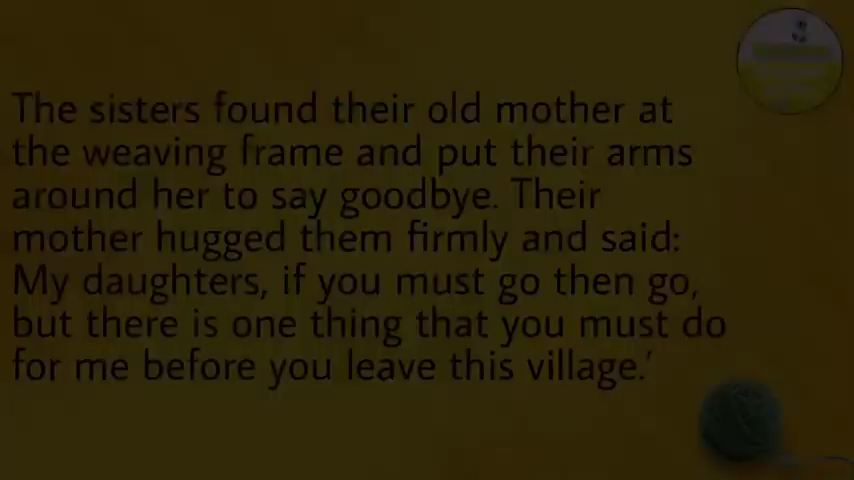 The sisters found their old mother at
the weaving frame and put their arms
around her to say goodbye. Their
mother hugged them firmly and said:
My daughters, if you must go then go,
but there is one thing that you must do
for me before you leave this village.’